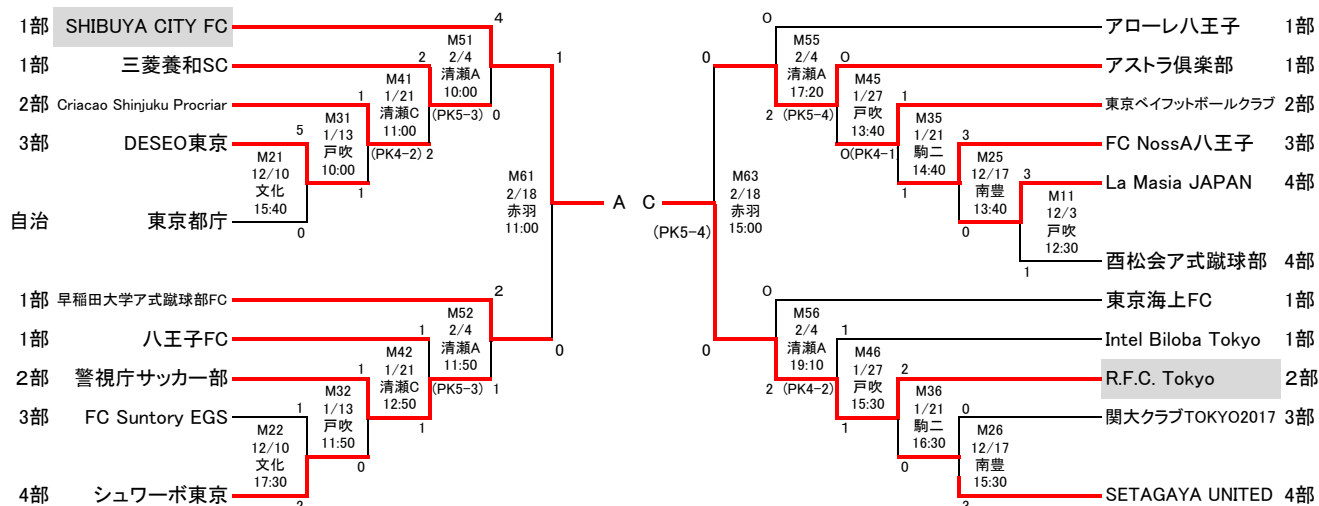 1部 SHIBUYA CITY FC
1部 三菱養和SC
2部 Criacao Shinjuku Procriar
3部 DESEO東京
自治 東京都庁
1部 早稲田大学ア式蹴球部FC
1部 八王子FC
2部 警視庁サッカー部
3部 FC Suntory EGS
4部 シュワーボ東京
M21
12/10
文化
15:40
5
0
M31
1/13
戸吹
10:00
1
1
M41
1/21
清瀬C
11:00
2
(PK4-2) 2
M51
2/4
清瀬A
10:00
4
(PK5-3) 0
M22
12/10
文化
17:30
1
2
M32
1/13
戸吹
11:50
1
0
M42
1/21
清瀬C
12:50
1
1
M52
2/4
清瀬A
11:50
2
(PK5-3) 1
M61
2/18
赤羽
11:00
1
0
A C
M63
2/18
赤羽
15:00
0
(PK5-4)
0
M55
2/4
清瀬A
17:20
0
2 (PK5-4)
M45
1/27
戸吹
13:40
0
0(PK4-1)
M35
1/21
駒二
14:40
1
1
M25
12/17
南豊
13:40
3
0
M11
12/3
戸吹
12:30
3
1
M56
2/4
清瀬A
19:10
0
2 (PK4-2)
M46
1/27
戸吹
15:30
1
1
M36
1/21
駒二
16:30
2
0
M26
12/17
南豊
15:30
0
2
アローレ八王子 1部
アストラ倶楽部 1部
東京ベイフットボールクラブ 2部
FC NossA八王子 3部
La Masia JAPAN 4部
酉松会ア式蹴球部 4部
東京海上FC 1部
Intel Biloba Tokyo 1部
R.F.C. Tokyo 2部
関大クラブTOKYO2017 3部
SETAGAYA UNITED 4部